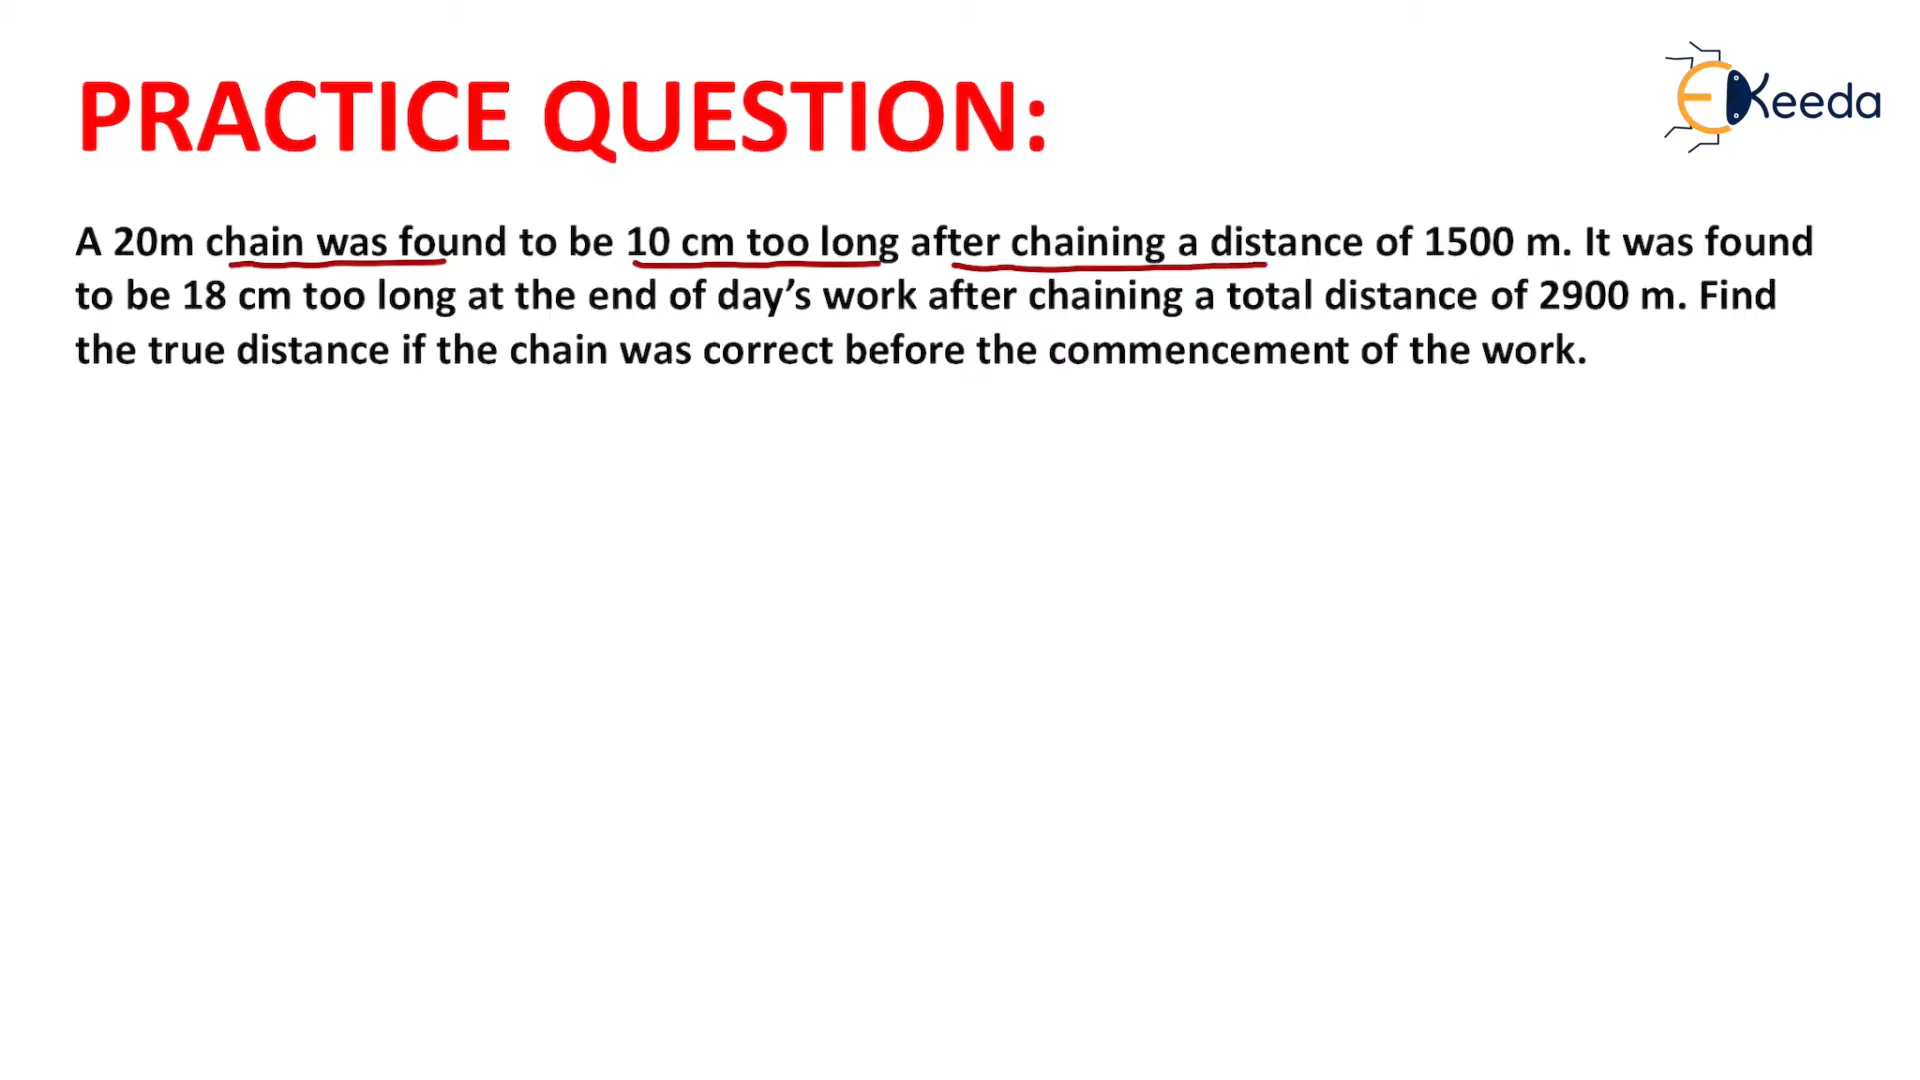 PRACTICE QUESTION:
EKeeda
A 20m chain was found to be 10 cm too long after chaining a distance of 1500 m. It was found
to be 18 cm too long at the end of day’s work after chaining a total distance of 2900 m. Find
the true distance if the chain was correct before the commencement of the work.